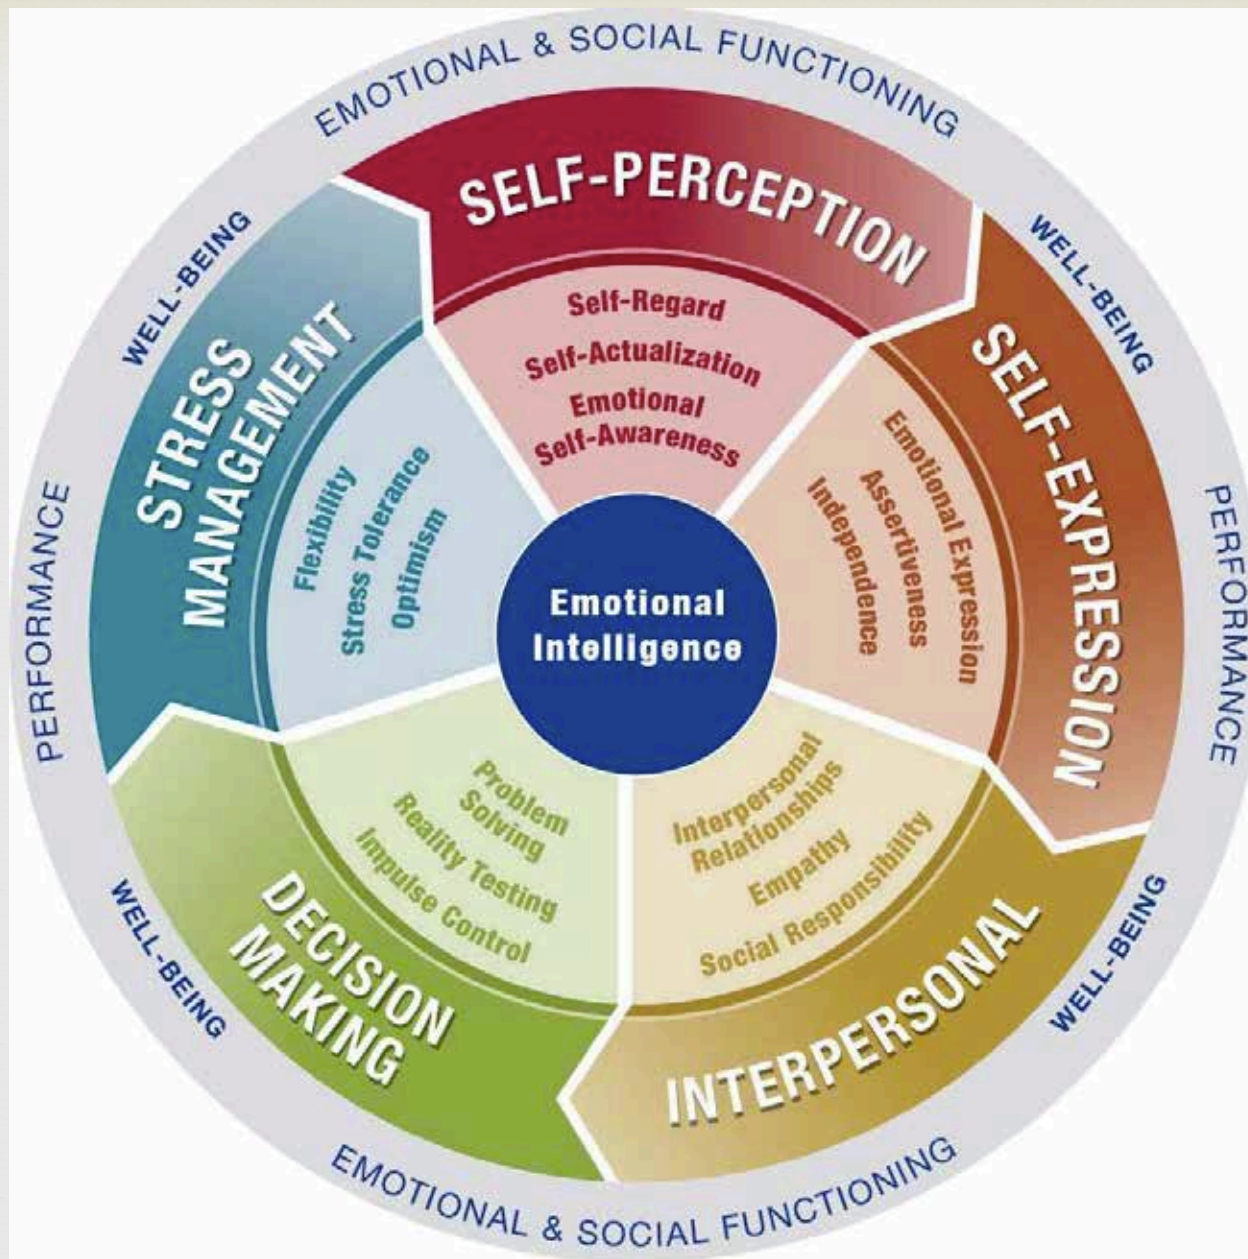 EMOTIONAL & SOCIAL FUNCTIONING
WELL-BEING
PERFORMANCE
WELL-BEING
EMOTIONAL & SOCIAL FUNCTIONING
WELL-BEING
PERFORMANCE
WELL-BEING
SELF-PERCEPTION
Self-Regard
Self-Actualization
Emotional
Self-Awareness
SELF-EXPRESSION
Emotional Expression
Assertiveness
Independence
INTERPERSONAL
Interpersonal
Relationships
Empathy
Social Responsibility
DECISION
MAKING
Problem
Solving
Reality Testing
Impulse Control
STRESS
MANAGEMENT
Flexibility
Stress Tolerance
Optimism
Emotional
Intelligence